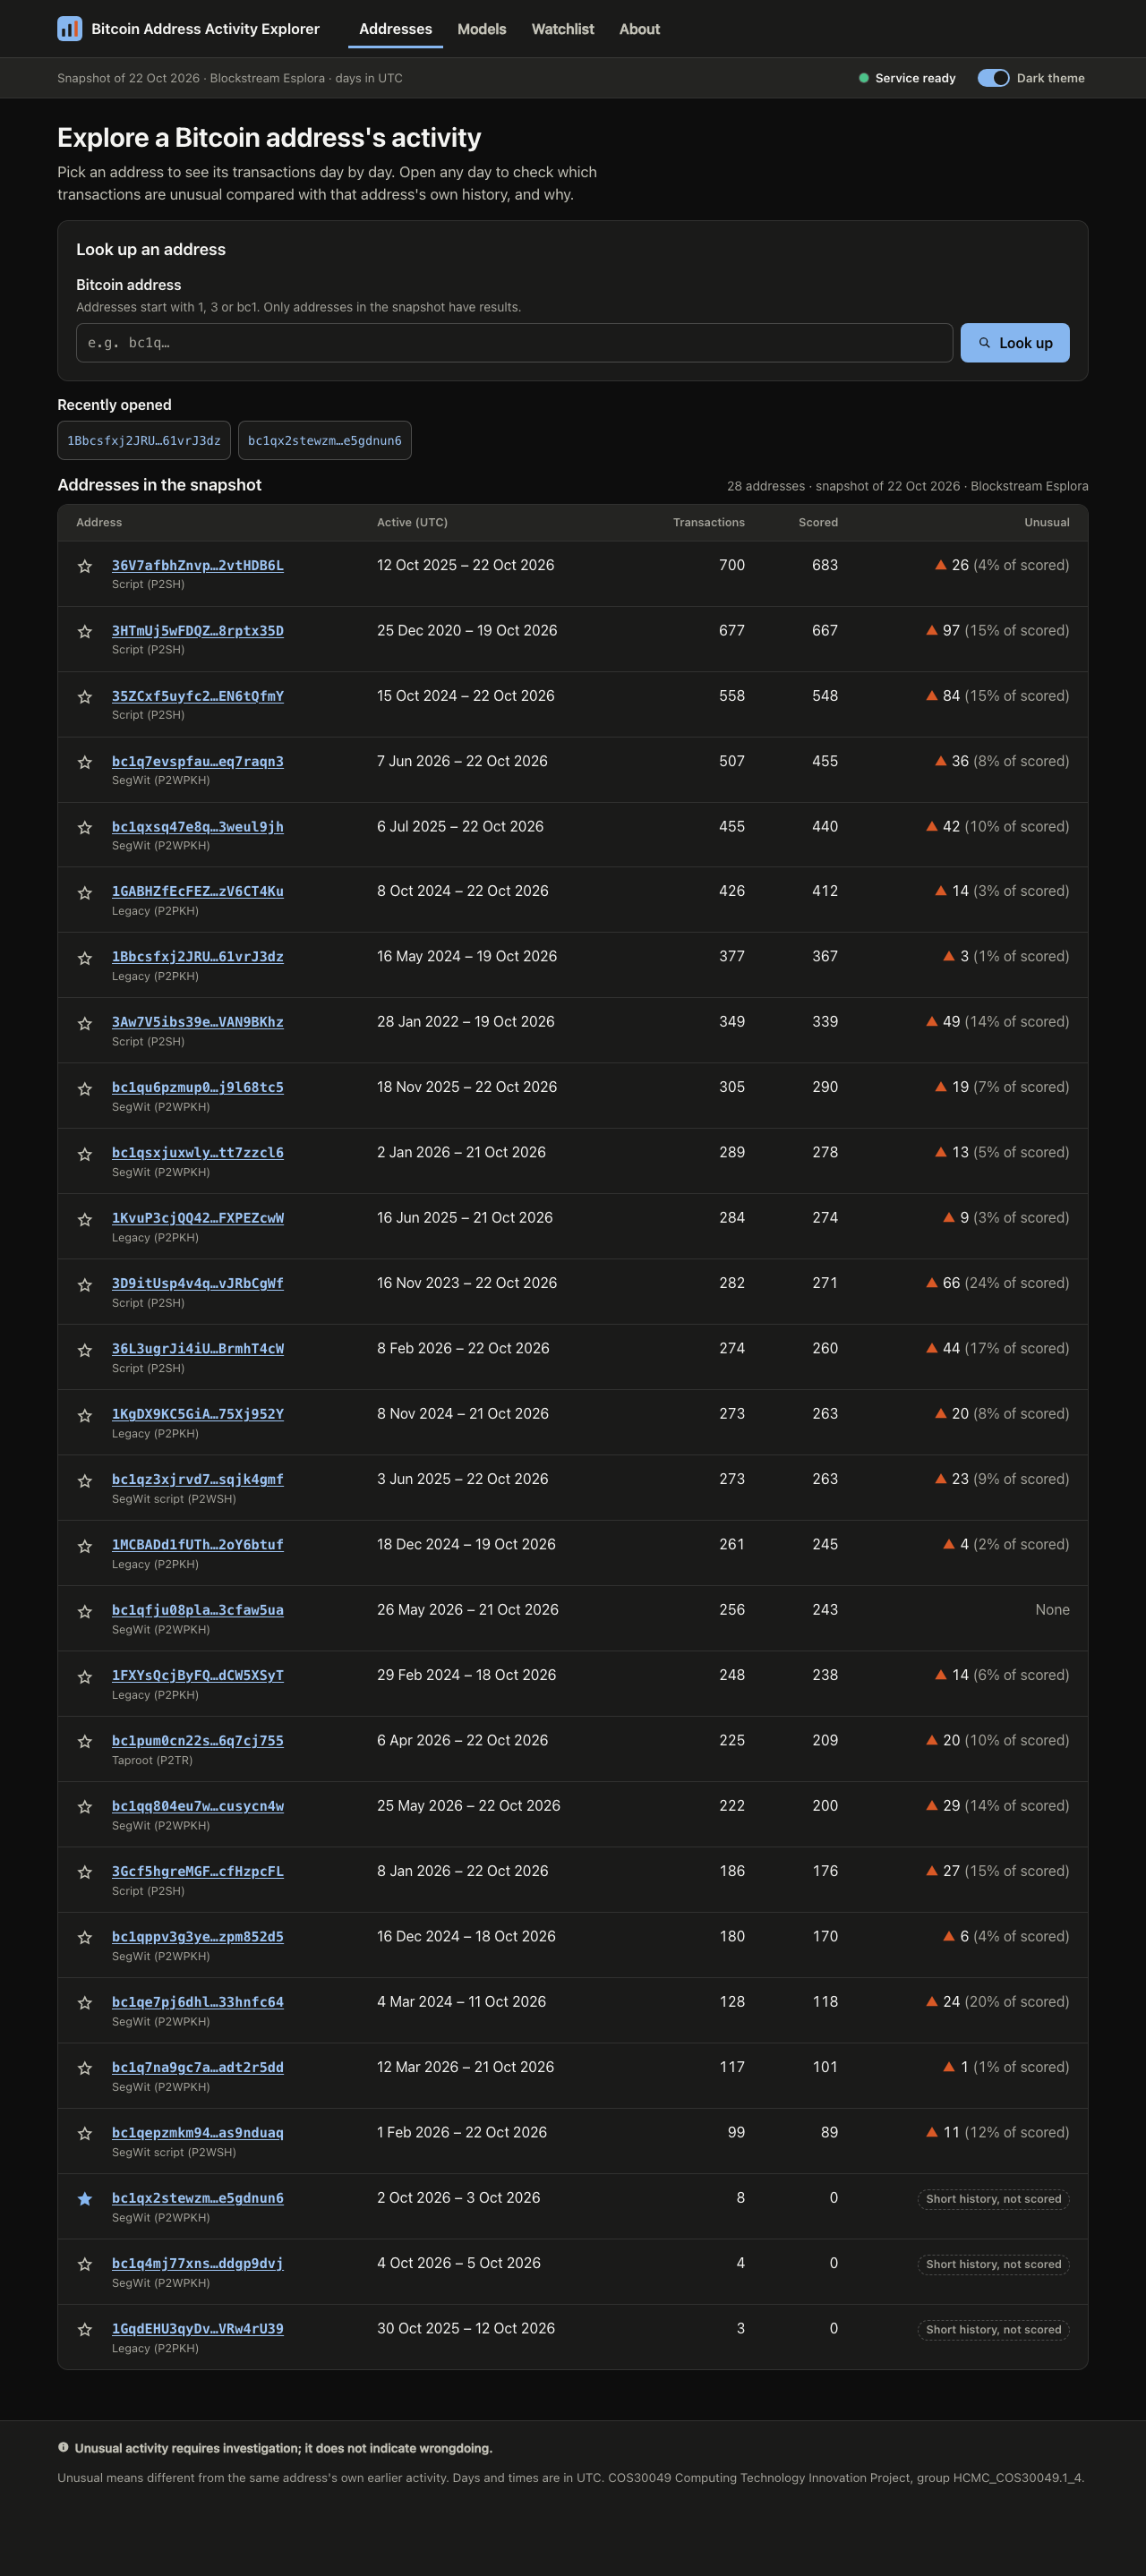 Bitcoin Address Activity Explorer Addresses Models Watchlist About
Snapshot of 22 Oct 2026 · Blockstream Esplora · days in UTC Service ready Dark theme
Explore a Bitcoin address's activity
Pick an address to see its transactions day by day. Open any day to check which
transactions are unusual compared with that address's own history, and why.
Look up an address
Bitcoin address
Addresses start with 1, 3 or bc1. Only addresses in the snapshot have results.
e.g. bc1q… Look up
Recently opened
1Bbcsfxj2JRU…61vrJ3dz bc1qx2stewzm…e5gdnun6
Addresses in the snapshot 28 addresses · snapshot of 22 Oct 2026 · Blockstream Esplora
Address Active (UTC) Transactions Scored Unusual
36V7afbhZnvp…2vtHDB6L 12 Oct 2025 – 22 Oct 2026 700 683 26 (4% of scored)
Script (P2SH)
3HTmUj5wFDQZ…8rptx35D 25 Dec 2020 – 19 Oct 2026 677 667 97 (15% of scored)
Script (P2SH)
35ZCxf5uyfc2…EN6tQfmY 15 Oct 2024 – 22 Oct 2026 558 548 84 (15% of scored)
Script (P2SH)
bc1q7evspfau…eq7raqn3 7 Jun 2026 – 22 Oct 2026 507 455 36 (8% of scored)
SegWit (P2WPKH)
bc1qxsq47e8q…3weul9jh 6 Jul 2025 – 22 Oct 2026 455 440 42 (10% of scored)
SegWit (P2WPKH)
1GABHZfEcFEZ…zV6CT4Ku 8 Oct 2024 – 22 Oct 2026 426 412 14 (3% of scored)
Legacy (P2PKH)
1Bbcsfxj2JRU…61vrJ3dz 16 May 2024 – 19 Oct 2026 377 367 3 (1% of scored)
Legacy (P2PKH)
3Aw7V5ibs39e…VAN9BKhz 28 Jan 2022 – 19 Oct 2026 349 339 49 (14% of scored)
Script (P2SH)
bc1qu6pzmup0…j9l68tc5 18 Nov 2025 – 22 Oct 2026 305 290 19 (7% of scored)
SegWit (P2WPKH)
bc1qsxjuxwly…tt7zzcl6 2 Jan 2026 – 21 Oct 2026 289 278 13 (5% of scored)
SegWit (P2WPKH)
1KvuP3cjQQ42…FXPEZcwW 16 Jun 2025 – 21 Oct 2026 284 274 9 (3% of scored)
Legacy (P2PKH)
3D9itUsp4v4q…vJRbCgWf 16 Nov 2023 – 22 Oct 2026 282 271 66 (24% of scored)
Script (P2SH)
36L3ugrJi4iU…BrmhT4cW 8 Feb 2026 – 22 Oct 2026 274 260 44 (17% of scored)
Script (P2SH)
1KgDX9KC5GiA…75Xj952Y 8 Nov 2024 – 21 Oct 2026 273 263 20 (8% of scored)
Legacy (P2PKH)
bc1qz3xjrvd7…sqjk4gmf 3 Jun 2025 – 22 Oct 2026 273 263 23 (9% of scored)
SegWit script (P2WSH)
1MCBADd1fUTh…2oY6btuf 18 Dec 2024 – 19 Oct 2026 261 245 4 (2% of scored)
Legacy (P2PKH)
bc1qfju08pla…3cfaw5ua 26 May 2026 – 21 Oct 2026 256 243 None
SegWit (P2WPKH)
1FXYsQcjByFQ…dCW5XSyT 29 Feb 2024 – 18 Oct 2026 248 238 14 (6% of scored)
Legacy (P2PKH)
bc1pum0cn22s…6q7cj755 6 Apr 2026 – 22 Oct 2026 225 209 20 (10% of scored)
Taproot (P2TR)
bc1qq804eu7w…cusycn4w 25 May 2026 – 22 Oct 2026 222 200 29 (14% of scored)
SegWit (P2WPKH)
3Gcf5hgreMGF…cfHzpcFL 8 Jan 2026 – 22 Oct 2026 186 176 27 (15% of scored)
Script (P2SH)
bc1qppv3g3ye…zpm852d5 16 Dec 2024 – 18 Oct 2026 180 170 6 (4% of scored)
SegWit (P2WPKH)
bc1qe7pj6dhl…33hnfc64 4 Mar 2024 – 11 Oct 2026 128 118 24 (20% of scored)
SegWit (P2WPKH)
bc1q7na9gc7a…adt2r5dd 12 Mar 2026 – 21 Oct 2026 117 101 1 (1% of scored)
SegWit (P2WPKH)
bc1qepzmkm94…as9nduaq 1 Feb 2026 – 22 Oct 2026 99 89 11 (12% of scored)
SegWit script (P2WSH)
bc1qx2stewzm…e5gdnun6 2 Oct 2026 – 3 Oct 2026 8 0 Short history, not scored
SegWit (P2WPKH)
bc1q4mj77xns…ddgp9dvj 4 Oct 2026 – 5 Oct 2026 4 0 Short history, not scored
SegWit (P2WPKH)
1GqdEHU3qyDv…VRw4rU39 30 Oct 2025 – 12 Oct 2026 3 0 Short history, not scored
Legacy (P2PKH)
Unusual activity requires investigation; it does not indicate wrongdoing.
Unusual means different from the same address's own earlier activity. Days and times are in UTC. COS30049 Computing Technology Innovation Project, group HCMC_COS30049.1_4.